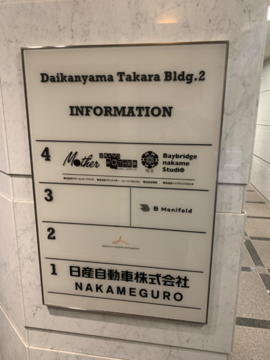 Daikanyama Takara Bldg.2
INFORMATION
4
Mother
Baybridge
nakame
Studio
3
B Manifold
2
1 日産自動車株式会社
NAKAMEGURO